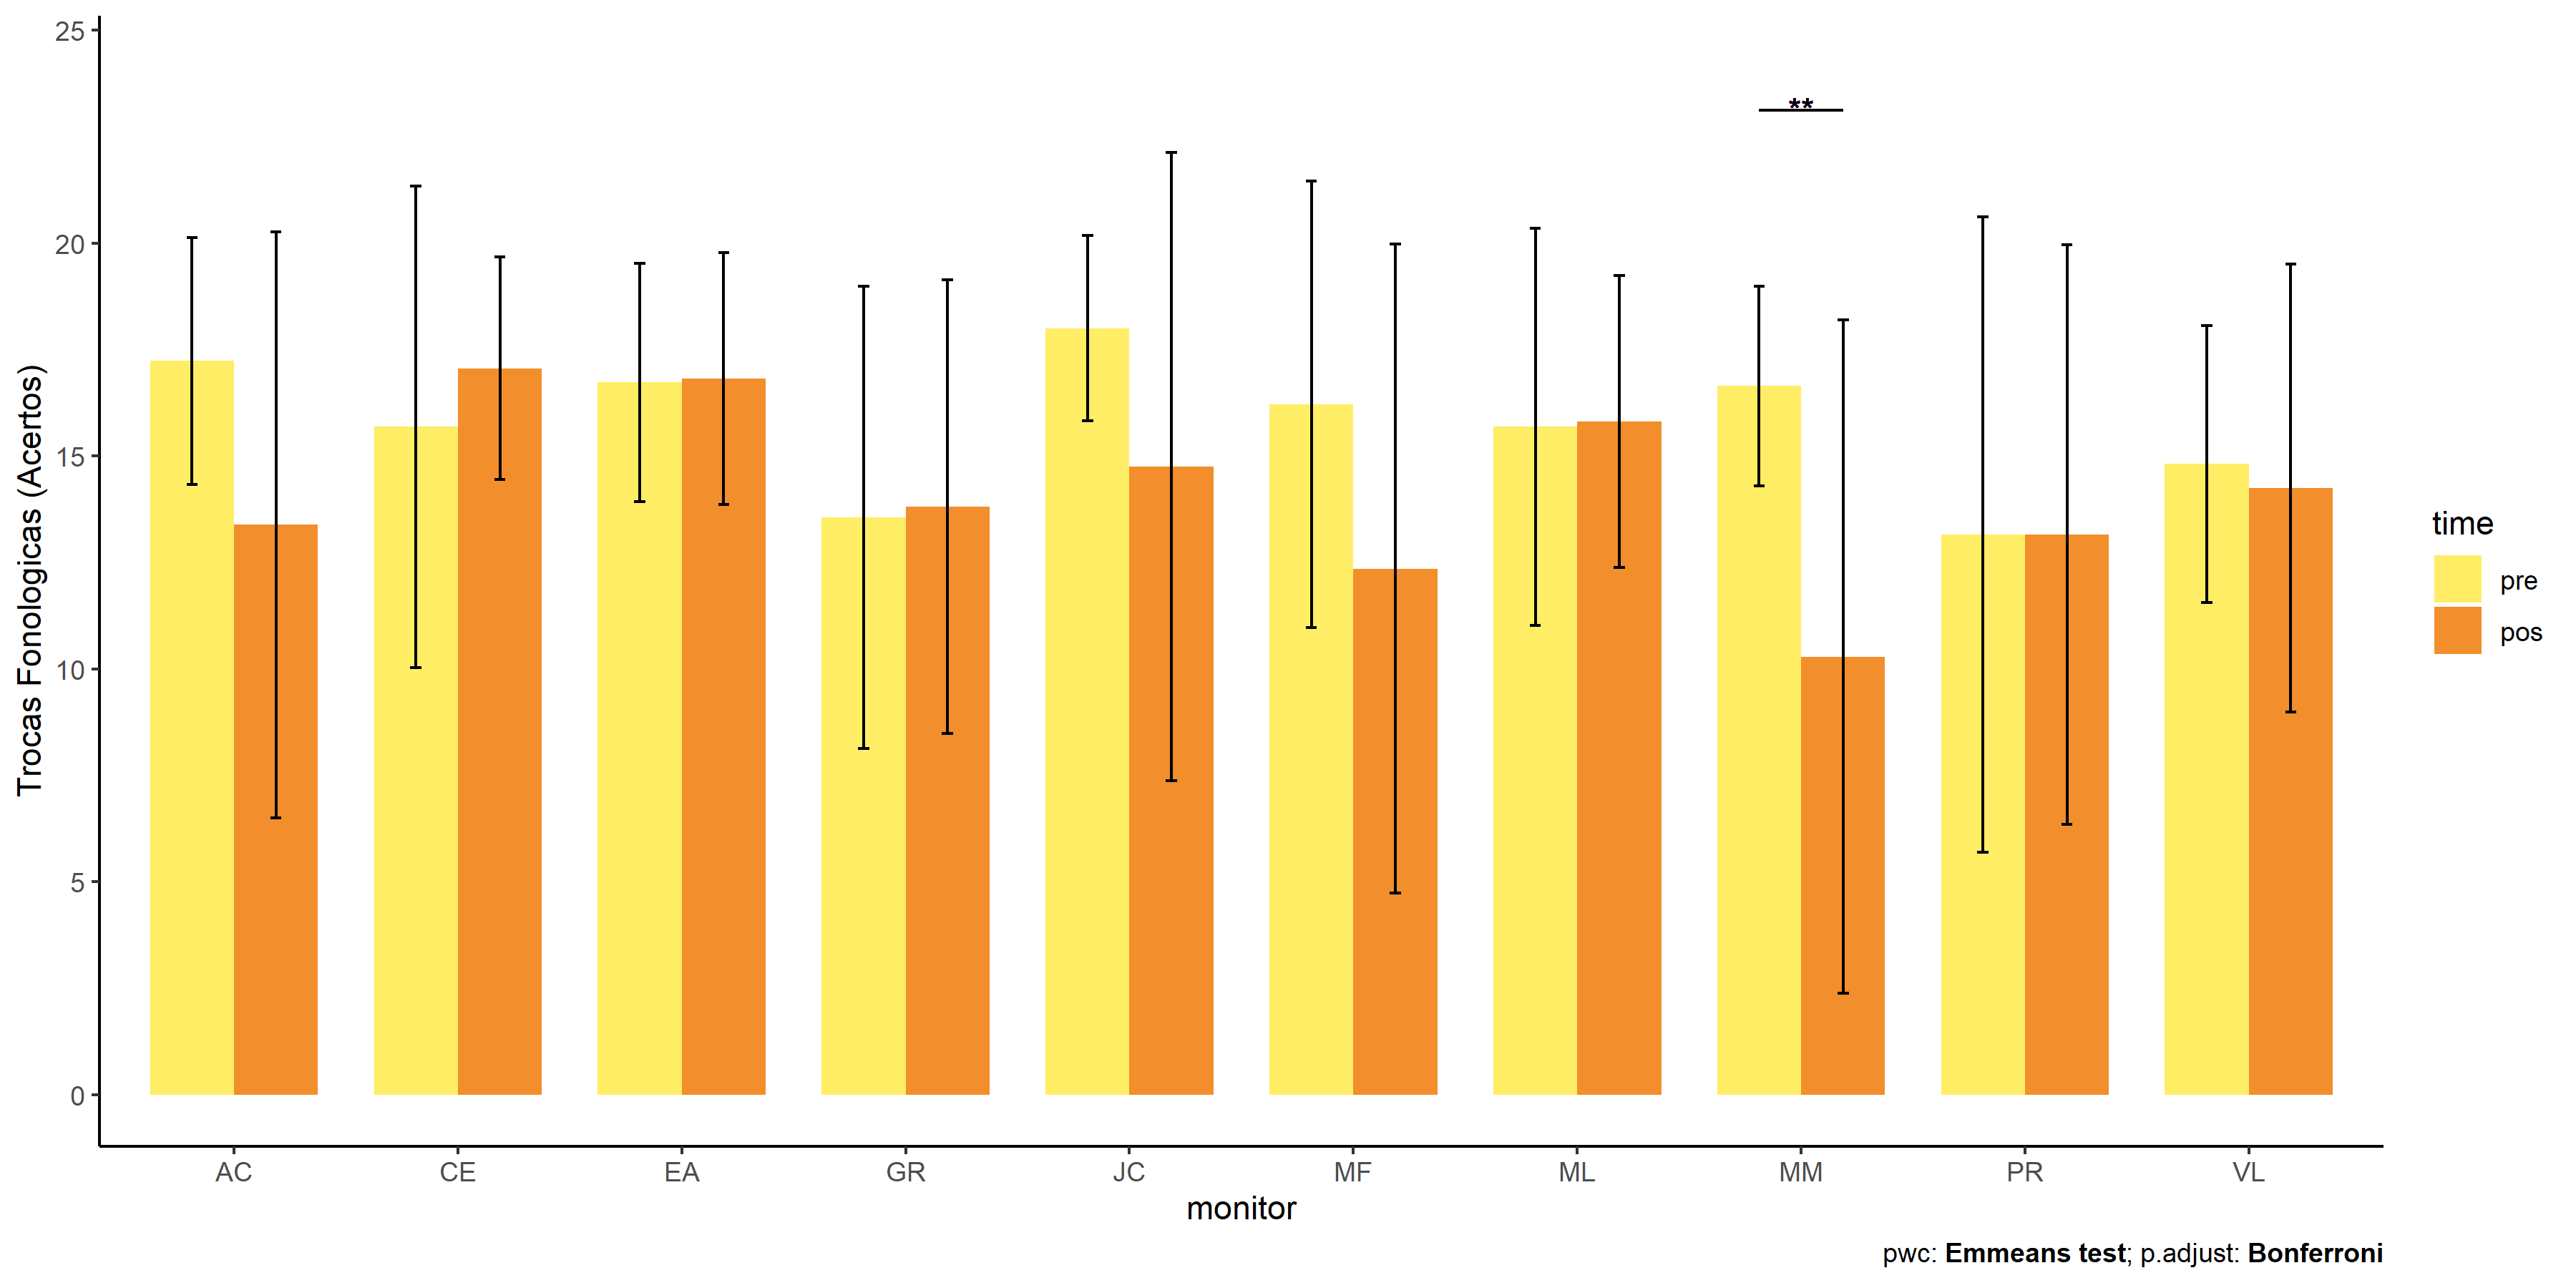 Trocas Fonologicas (Acertos)
25
20
15
10
5
0
**
AC CE EA GR JC MF ML MM PR VL
monitor
time
pre
pos
pwc: Emmeans test; p.adjust: Bonferroni